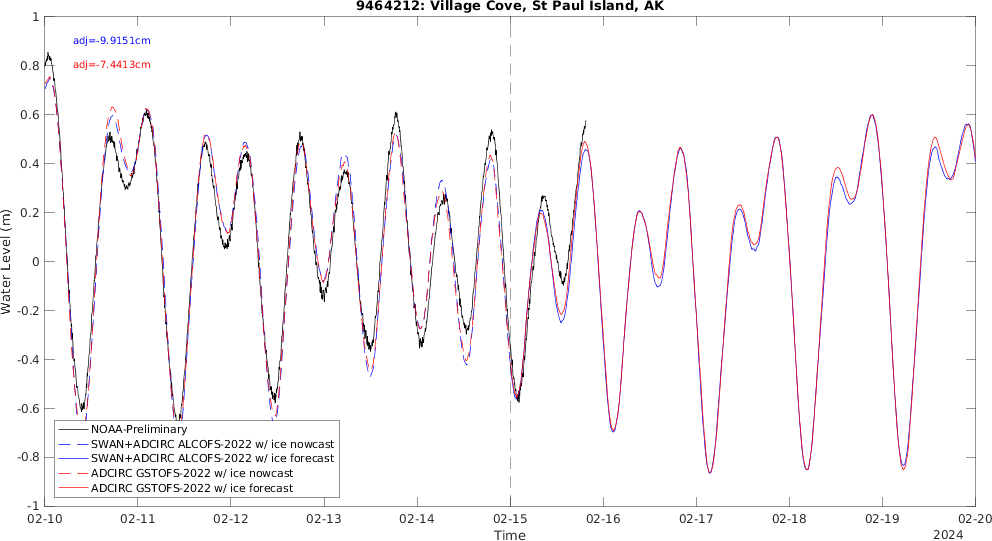 9464212: Village Cove, St Paul Island, AK
adj=-9.9151cm
adj=-7.4413cm
Water Level (m)
1
0.8
0.6
0.4
0.2
0
-0.2
-0.4
-0.6
-0.8
-1
NOAA-Preliminary
SWAN+ADCIRC ALCOFS-2022 w/ ice nowcast
SWAN+ADCIRC ALCOFS-2022 w/ ice forecast
ADCIRC GSTOFS-2022 w/ ice nowcast
ADCIRC GSTOFS-2022 w/ ice forecast
02-10 02-11 02-12 02-13 02-14 02-15 02-16 02-17 02-18 02-19 02-20
Time
2024